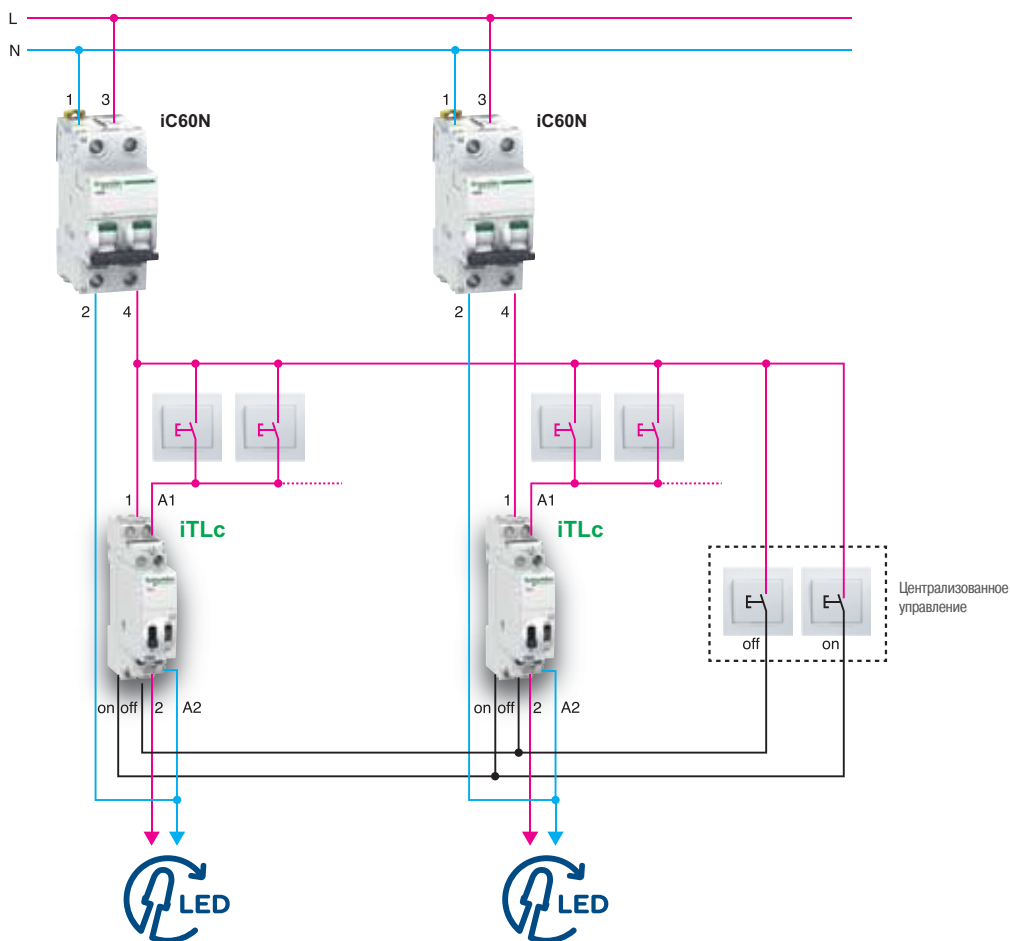 L
N
1 3
iC60N
1 3
iC60N
2 4
2 4
1 A1
iTLc
1 A1
iTLc
Централизованное
управление
off on
on off 2 A2
on off 2 A2
LED
LED